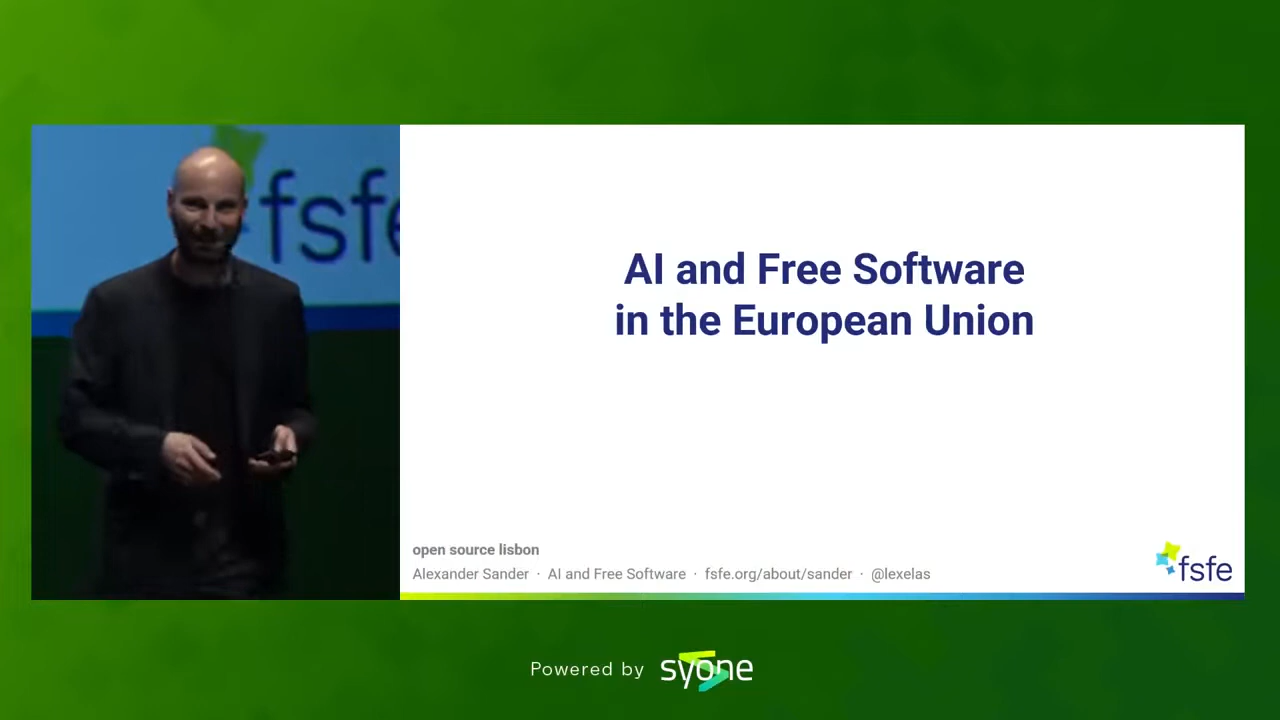 fsfe
AI and Free Software
in the European Union
open source lisbon
Alexander Sander · AI and Free Software · fsfe.org/about/sander · @lexelas
fsfe
Powered by syone